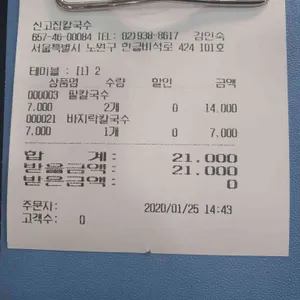 신고집칼국수
657-46-00084 TEL: (02)938-8617 김인숙
서울특별시 노원구 한글비석로 424 101호
테이블 : [1] 2
상품명 수량 할인 금액
000003 팥칼국수
7.000 2개 0 14.000
000021 바지락칼국수
7.000 1개 0 7.000
합 계: 21.000
받을금액: 21.000
받은금액: 0
주문자: 2020/01/25 14:43
고객수: 0